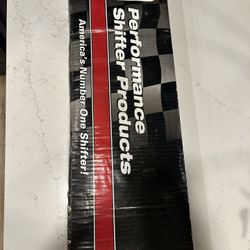 Performance
Shifter Products
America's Number One Shifter!